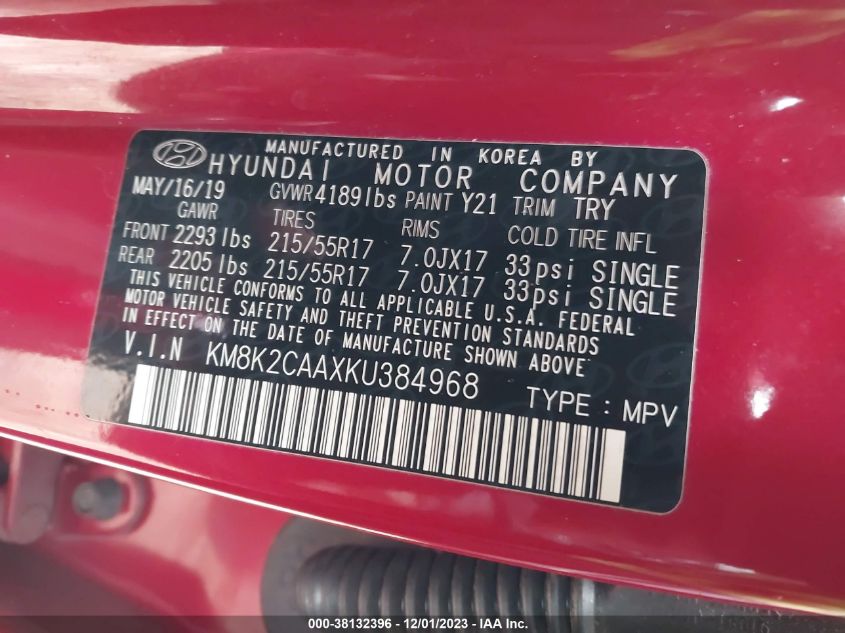 MANUFACTURED IN KOREA BY
HYUNDAI MOTOR COMPANY
MAY/16/19 GVWR 4189lbs PAINT Y21 TRIM TRY
GAWR TIRES RIMS COLD TIRE INFL
FRONT 2293 lbs 215/55R17 7.0JX17 33psi SINGLE
REAR 2205 lbs 215/55R17 7.0JX17 33psi SINGLE
THIS VEHICLE CONFORMS TO ALL APPLICABLE U.S.A. FEDERAL
MOTOR VEHICLE SAFETY AND THEFT PREVENTION STANDARDS
IN EFFECT ON THE DATE OF MANUFACTURE SHOWN ABOVE.
V.I.N KM8K2CAAXKU384968 TYPE : MPV
000-38132396 - 12/01/2023 - IAA Inc.